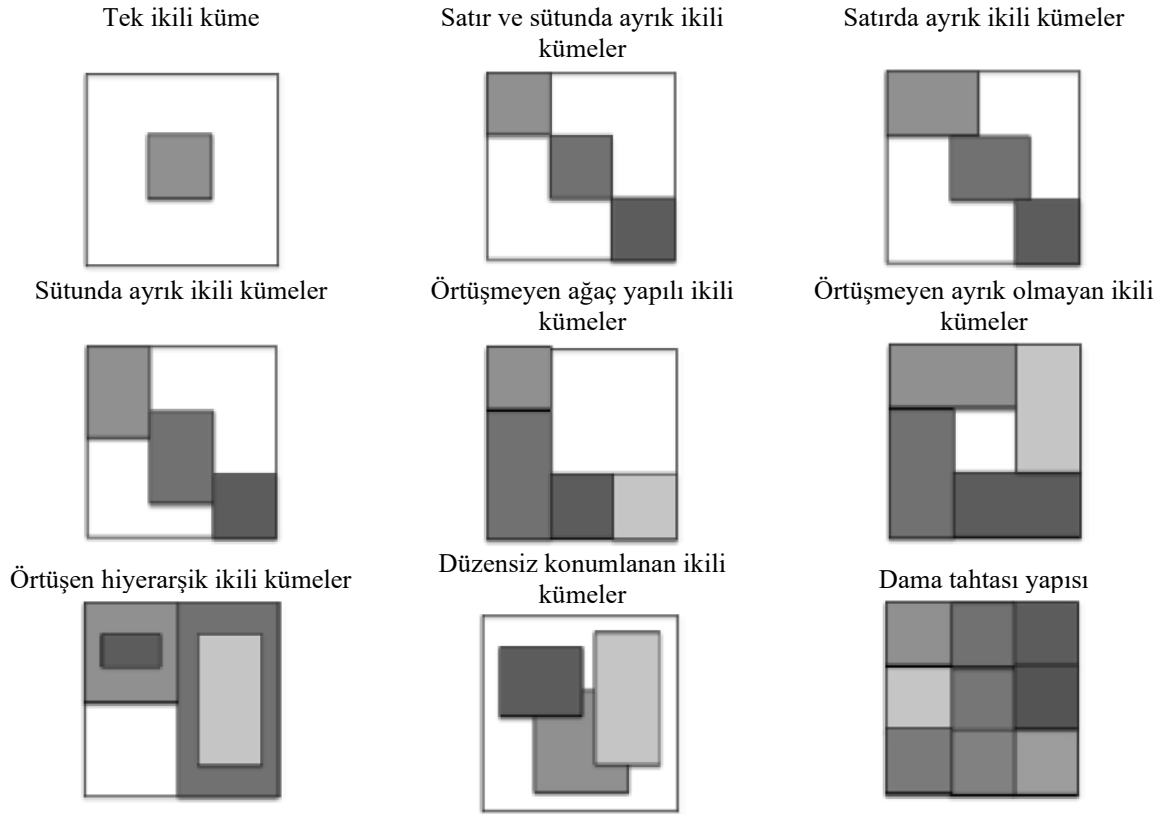 Tek ikili küme
Satır ve sütunda ayrık ikili
kümeler
Satırda ayrık ikili kümeler
Sütunda ayrık ikili kümeler
Örtüşmeyen ağaç yapılı ikili
kümeler
Örtüşmeyen ayrık olmayan ikili
kümeler
Örtüşen hiyerarşik ikili kümeler
Düzensiz konumlanan ikili
kümeler
Dama tahtası yapısı